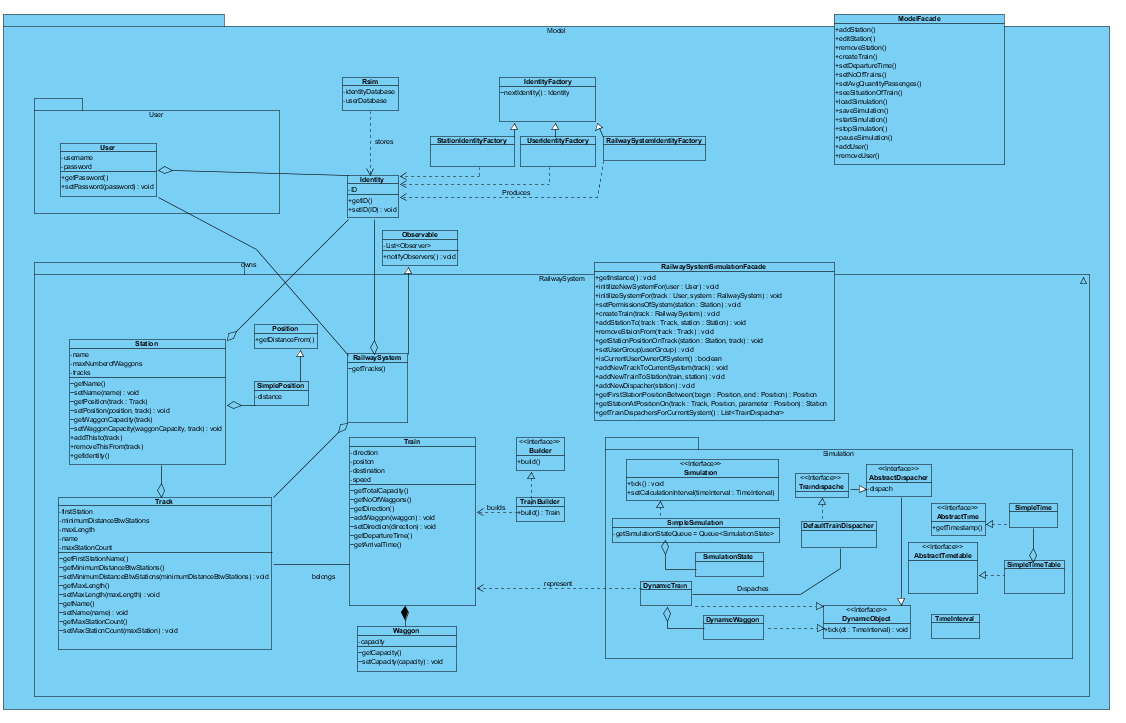 Model
ModelFacade
+addStation()
+editStation()
+removeStation()
+createTrain()
+setDepartureTime()
+setNoOfTrains()
+setAvgQuantityPassenges()
+seeSituationOfTrain()
+loadSimulation()
+saveSimulation()
+startSimulation()
+stopSimulation()
+pauseSimulation()
+addUser()
+removeUser()
Rsim
-identityDatabase
-userDatabase
IdentityFactory
~nextIdentity() : Identity
StationIdentityFactory
UserIdentityFactory
RailwaySystemIdentityFactory
stores
Produces
User
User
-username
-password
+getPassword()
+setPassword(password) : void
Identity
-ID
+getID()
+setID(ID) : void
Observable
-List<Observer>
+notifyObservers() : void
owns
RailwaySystem
RailwaySystemSimulationFacade
+getInstance() : void
+initilizeNewSystemFor(user : User) : void
+initilizeSystemFor(track : User, system : RailwaySystem) : void
+setPermissionsOfSystem(station : Station) : void
+createTrain(track : RailwaySystem) : void
+addStationTo(track : Track, station : Station) : void
+removeStaionFrom(track : Track) : void
+getStationPositionOnTrack(station : Station, track) : void
+setUserGroup(userGroup) : void
+isCurrentUserOwnerOfSystem() : boolean
+addNewTrackToCurrentSystem(track) : void
+addNewTrainToStation(train, station) : void
+addNewDispacher(station) : void
+getFirstStationPositionBetween(begin : Position, end : Position) : Position
+getStationAtPositionOn(track : Track, Position, parameter : Position) : Station
+getTrainDispachersForCurrentSystem() : List<TrainDispacher>
Position
+getDistanceFrom()
SimplePosition
-distance
Station
-name
-maxNumberofWaggons
-tracks
~getName()
~setName(name) : void
~getPosition(track : Track)
~setPosition(position, track) : void
~getWaggonCapacity(track)
~setWaggonCapacity(waggonCapacity, track) : void
+addThisto(track)
+removeThisFrom(track)
~getIdentity()
RailwaySystem
~getTracks()
Train
-direction
-positon
-destination
-speed
~getTotalCapacity()
~getNoOfWaggons()
~getDirection()
~addWaggon(waggon) : void
~setDirection(direction) : void
~getDepartureTime()
~getArrivalTime()
<<Interface>>
Builder
+build()
TrainBuilder
+build() : Train
builds
Track
-firstStation
-minimumDistanceBtwStations
-maxLength
-name
-maxStationCount
~getFirstStationName()
~getMinimumDistanceBtwStations()
~setMinimumDistanceBtwStations(minimumDistanceBtwStations) : void
~getMaxLength()
~setMaxLength(maxLength) : void
~getName()
~setName(name) : void
~getMaxStationCount()
~setMaxStationCount(maxStation) : void
belongs
Waggon
-capacity
~getCapacity()
~setCapacity(capacity) : void
represent
Simulation
<<Interface>>
Simulation
+tick() : void
+setCalculationInterval(timeInterval : TimeInterval)
SimpleSimulation
-getSimulationStateQueue = Queue<SimulationState>
SimulationState
DynamicTrain
Dispaches
DynamicWaggon
<<Interface>>
Traindispache
<<Interface>>
AbstractDispacher
-dispach
DefaultTrainDispacher
<<Interface>>
AbstractTime
+getTimestamp()
SimpleTime
<<Interface>>
AbstractTimetable
SimpleTimeTable
<<Interface>>
DynamicObject
+tick(dt : TimeInterval) : void
TimeInterval